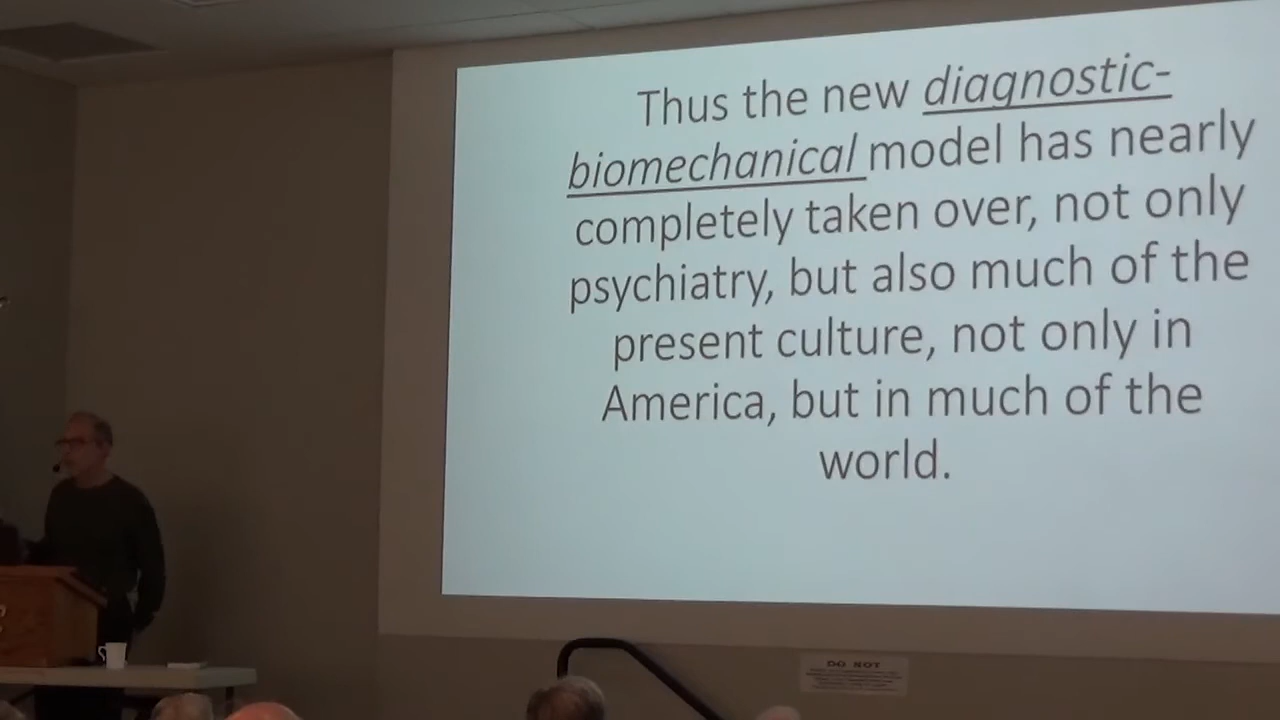 Thus the new diagnostic-
biomechanical model has nearly
completely taken over, not only
psychiatry, but also much of the
present culture, not only in
America, but in much of the
world.
DO NOT